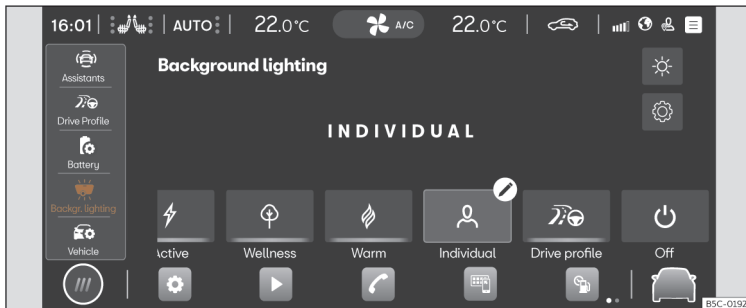 16:01 AUTO 22.0°C A/C 22.0°C
Assistants
Background lighting
Drive Profile
INDIVIDUAL
Battery
Backgr. lighting
Vehicle
Active Wellness Warm Individual Drive profile Off
B5C-0192